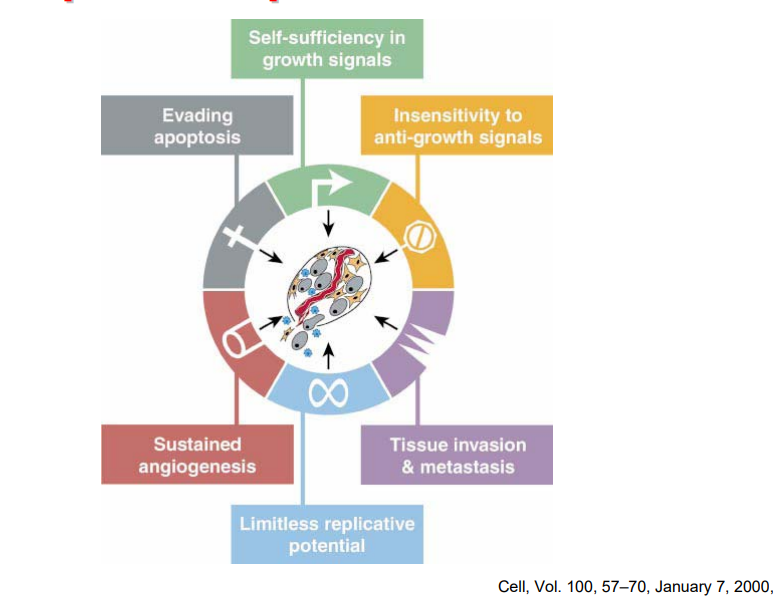 Self-sufficiency in
growth signals
Evading
apoptosis
Insensitivity to
anti-growth signals
Sustained
angiogenesis
Tissue invasion
& metastasis
Limitless replicative
potential
Cell, Vol. 100, 57–70, January 7, 2000,